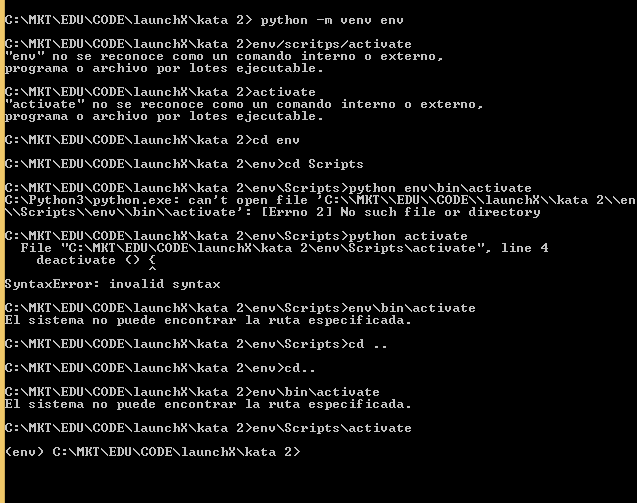 C:\MKT\EDU\CODE\launchX\kata 2> python -m venv env
C:\MKT\EDU\CODE\launchX\kata 2>env/scritps/activate
"env" no se reconoce como un comando interno o externo,
programa o archivo por lotes ejecutable.
C:\MKT\EDU\CODE\launchX\kata 2>activate
"activate" no se reconoce como un comando interno o externo,
programa o archivo por lotes ejecutable.
C:\MKT\EDU\CODE\launchX\kata 2>cd env
C:\MKT\EDU\CODE\launchX\kata 2\env>cd Scripts
C:\MKT\EDU\CODE\launchX\kata 2\env\Scripts>python env\bin\activate
C:\Python3\python.exe: can't open file 'C:\\MKT\\EDU\\CODE\\launchX\\kata 2\\en
\\Scripts\\env\\bin\\activate': [Errno 2] No such file or directory
C:\MKT\EDU\CODE\launchX\kata 2\env\Scripts>python activate
File "C:\MKT\EDU\CODE\launchX\kata 2\env\Scripts\activate", line 4
deactivate () {
^
SyntaxError: invalid syntax
C:\MKT\EDU\CODE\launchX\kata 2\env\Scripts>env\bin\activate
El sistema no puede encontrar la ruta especificada.
C:\MKT\EDU\CODE\launchX\kata 2\env\Scripts>cd ..
C:\MKT\EDU\CODE\launchX\kata 2\env>cd..
C:\MKT\EDU\CODE\launchX\kata 2>env\bin\activate
El sistema no puede encontrar la ruta especificada.
C:\MKT\EDU\CODE\launchX\kata 2>env\Scripts\activate
(env) C:\MKT\EDU\CODE\launchX\kata 2>